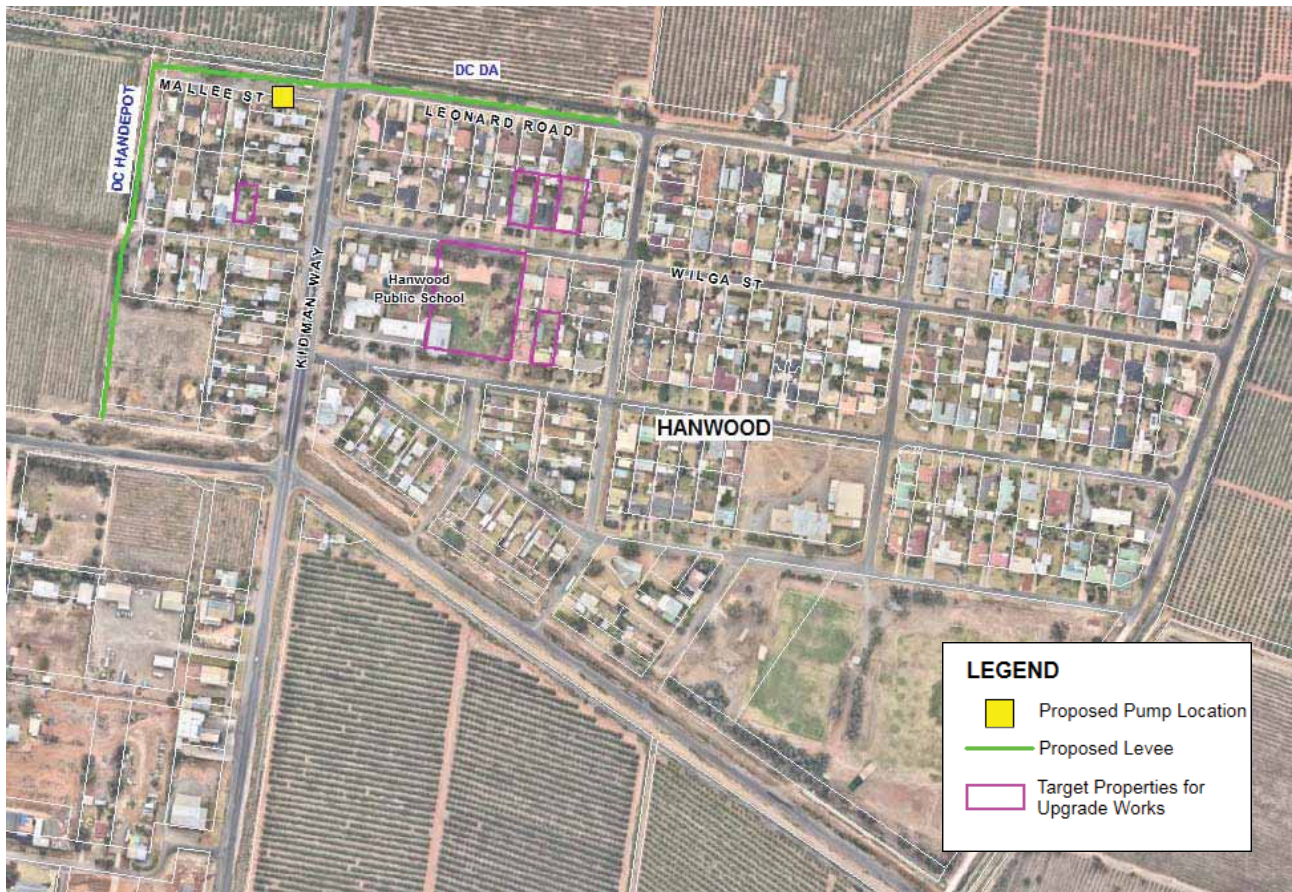 DC DA
MALLEE ST
DC HANDEPOT
LEONARD ROAD
KIDMAN WAY
WILGA ST
Hanwood
Public School
HANWOOD
LEGEND
Proposed Pump Location
Proposed Levee
Target Properties for
Upgrade Works